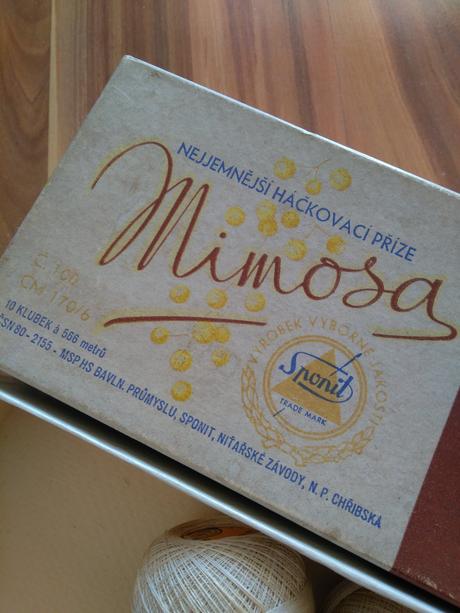 NEJJEMNĚJŠÍ HÁČKOVACÍ PŘÍZE
Mimosa
Č. 100
CM 170/6
10 KLUBEK à 566 metrů
ČSN 80 - 2155 - MSP HS BAVLN. PRŮMYSLU, SPONIT, NIŤAŘSKÉ ZÁVODY, N. P. CHŘIBSKÁ
VÝROBEK VÝBORNÉ JAKOSTI
Sponit
TRADE MARK